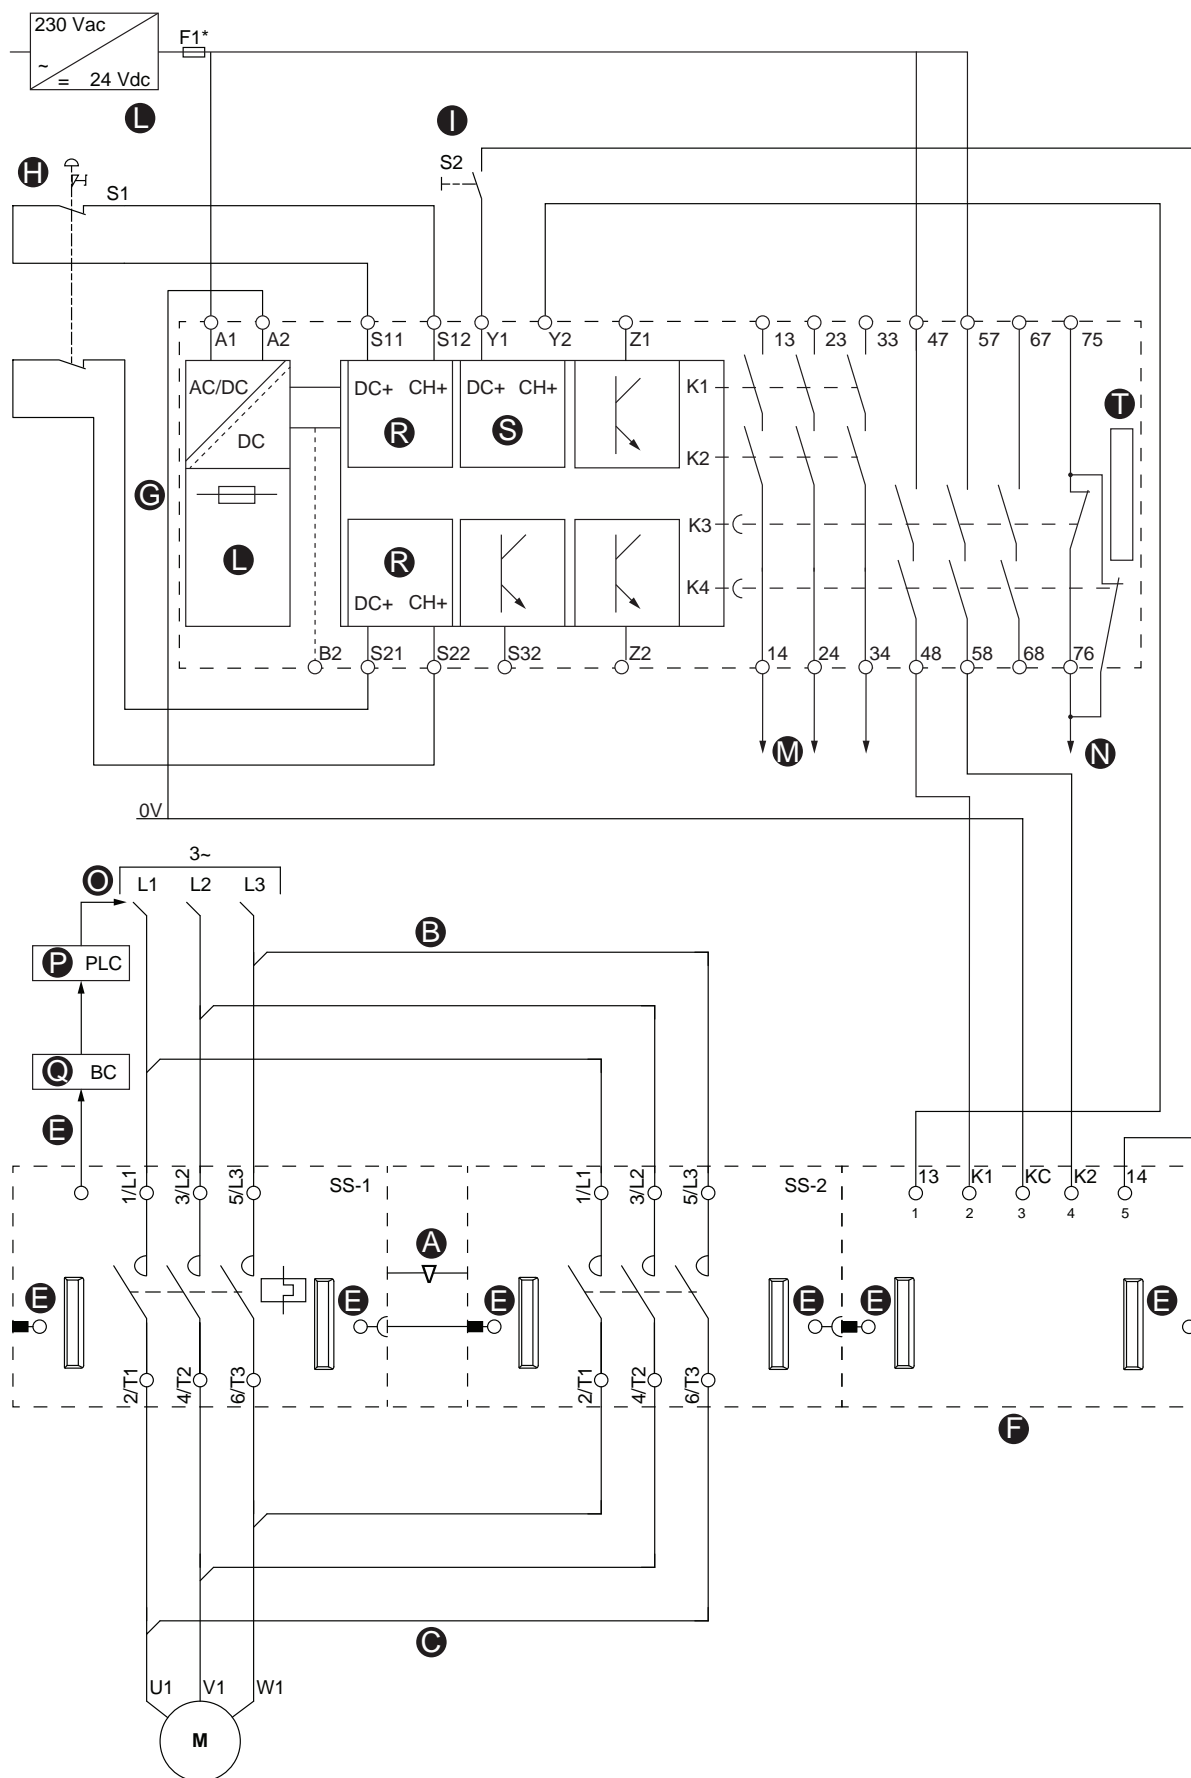 230 Vac
~
= 24 Vdc
F1*
L
I
H
S2
S1
A1 A2 S11 S12 Y1 Y2 Z1 13 23 33 47 57 67 75
AC/DC
DC
DC+ CH+
R
DC+ CH+
S
K1
T
K2
G
L
R
DC+ CH+
K3
K4
B2 S21 S22 S32 Z2 14 24 34 48 58 68 76
M
N
0V
3~
O
L1 L2 L3
B
P PLC
Q BC
E
1/L1 3/L2 5/L3
SS-1
1/L1 3/L2 5/L3
SS-2
13 K1 KC K2 14
1 2 3 4 5
A
E E E E E E
2/T1 4/T2 6/T3
2/T1 4/T2 6/T3
F
C
U1 V1 W1
M